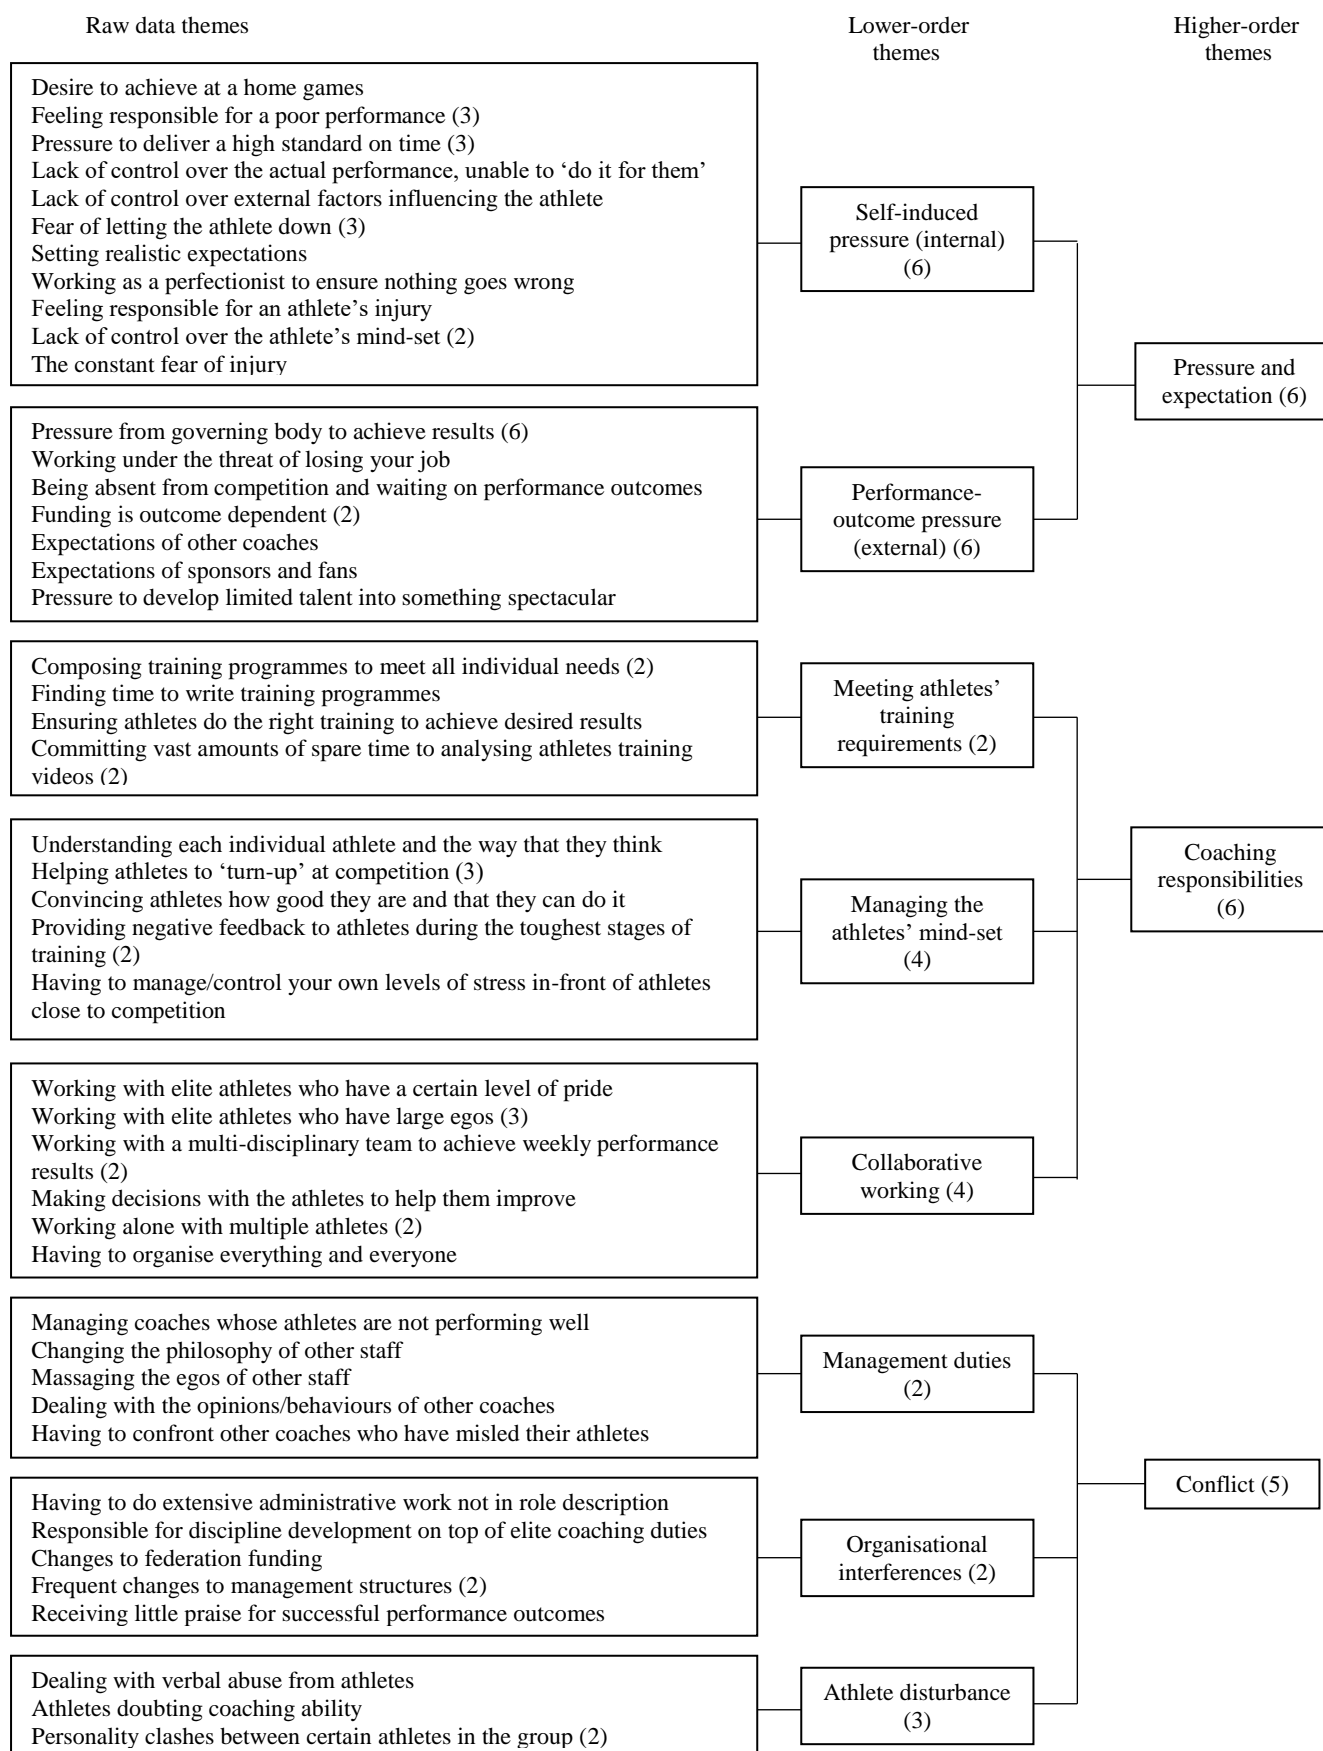 Raw data themes
Lower-order
themes
Higher-order
themes
Desire to achieve at a home games
Feeling responsible for a poor performance (3)
Pressure to deliver a high standard on time (3)
Lack of control over the actual performance, unable to ‘do it for them’
Lack of control over external factors influencing the athlete
Fear of letting the athlete down (3)
Setting realistic expectations
Working as a perfectionist to ensure nothing goes wrong
Feeling responsible for an athlete’s injury
Lack of control over the athlete’s mind-set (2)
The constant fear of injury
Self-induced
pressure (internal)
(6)
Pressure and
expectation (6)
Pressure from governing body to achieve results (6)
Working under the threat of losing your job
Being absent from competition and waiting on performance outcomes
Funding is outcome dependent (2)
Expectations of other coaches
Expectations of sponsors and fans
Pressure to develop limited talent into something spectacular
Performance-
outcome pressure
(external) (6)
Composing training programmes to meet all individual needs (2)
Finding time to write training programmes
Ensuring athletes do the right training to achieve desired results
Committing vast amounts of spare time to analysing athletes training
videos (2)
Meeting athletes’
training
requirements (2)
Understanding each individual athlete and the way that they think
Helping athletes to ‘turn-up’ at competition (3)
Convincing athletes how good they are and that they can do it
Providing negative feedback to athletes during the toughest stages of
training (2)
Having to manage/control your own levels of stress in-front of athletes
close to competition
Managing the
athletes’ mind-set
(4)
Coaching
responsibilities
(6)
Working with elite athletes who have a certain level of pride
Working with elite athletes who have large egos (3)
Working with a multi-disciplinary team to achieve weekly performance
results (2)
Making decisions with the athletes to help them improve
Working alone with multiple athletes (2)
Having to organise everything and everyone
Collaborative
working (4)
Managing coaches whose athletes are not performing well
Changing the philosophy of other staff
Massaging the egos of other staff
Dealing with the opinions/behaviours of other coaches
Having to confront other coaches who have misled their athletes
Management duties
(2)
Conflict (5)
Having to do extensive administrative work not in role description
Responsible for discipline development on top of elite coaching duties
Changes to federation funding
Frequent changes to management structures (2)
Receiving little praise for successful performance outcomes
Organisational
interferences (2)
Dealing with verbal abuse from athletes
Athletes doubting coaching ability
Personality clashes between certain athletes in the group (2)
Athlete disturbance
(3)